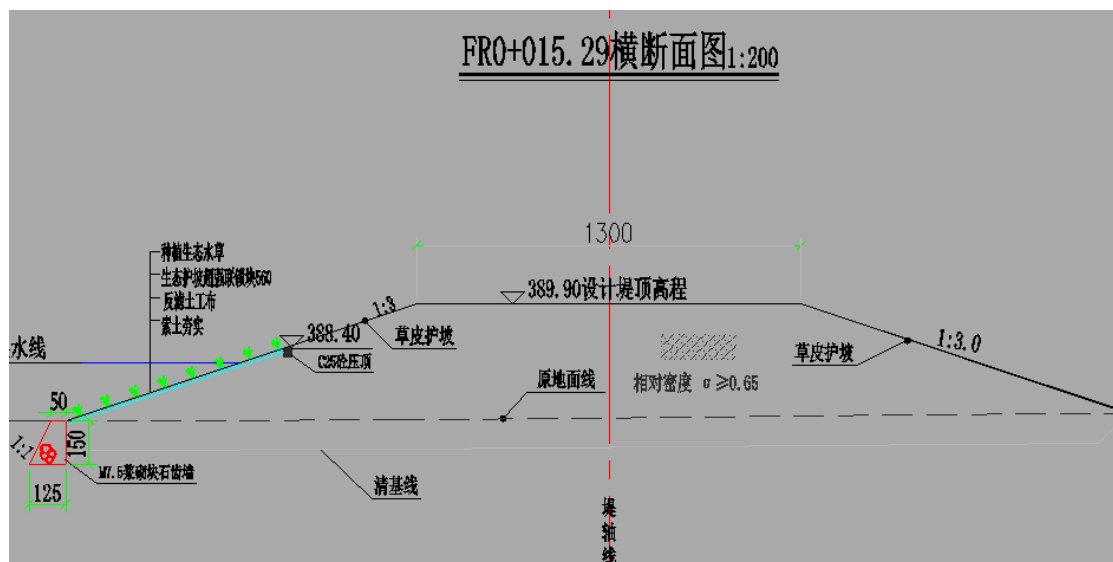 FR0+015.29横断面图1:200
1300
种植生态水草
生态护坡超强联锁块560
反滤土工布
素土夯实
389.90设计堤顶高程
1:3
388.40
草皮护坡
C25砼压顶
水线
草皮护坡
1:3.0
原地面线
相对密度 σ≥0.65
50
150
1:1
M7.5浆砌块石齿墙
125
清基线
堤轴线